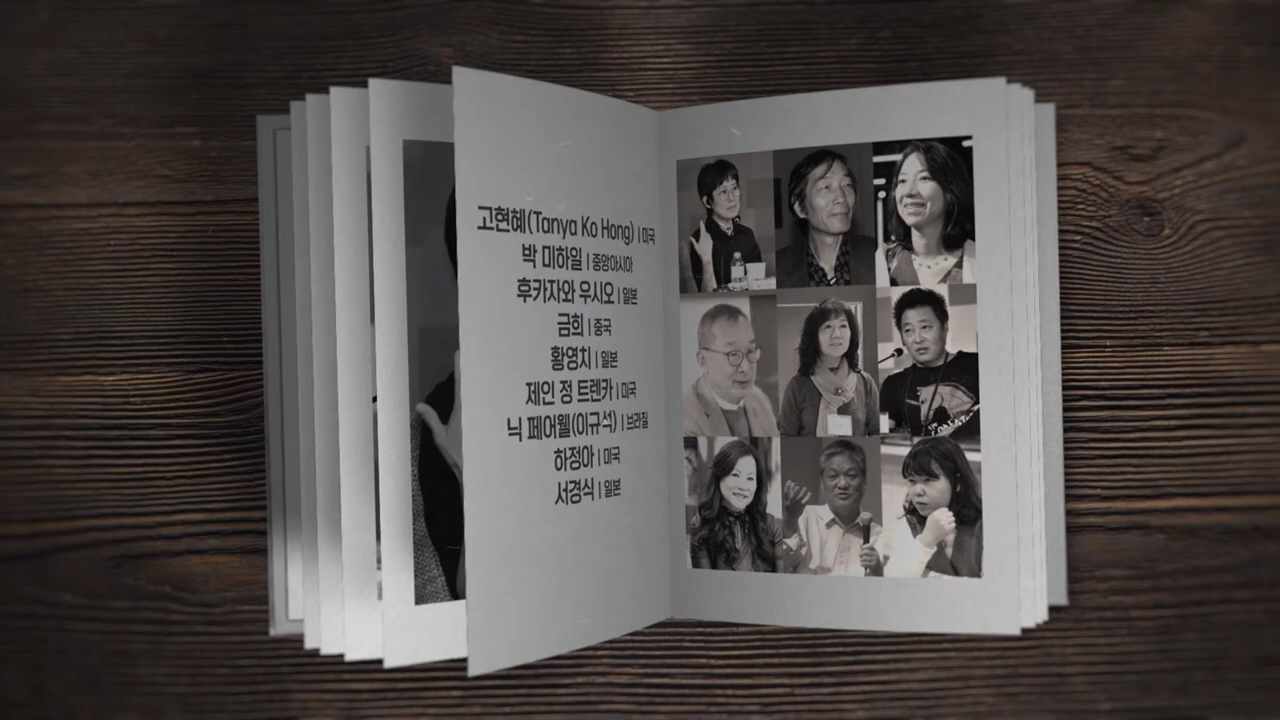 고현혜(Tanya Ko Hong) | 미국
박 미하일 | 중앙아시아
후카자와 우시오 | 일본
금희 | 중국
황영치 | 일본
제인 정 트렌카 | 미국
닉 페어웰(이규석) | 브라질
하정아 | 미국
서경식 | 일본